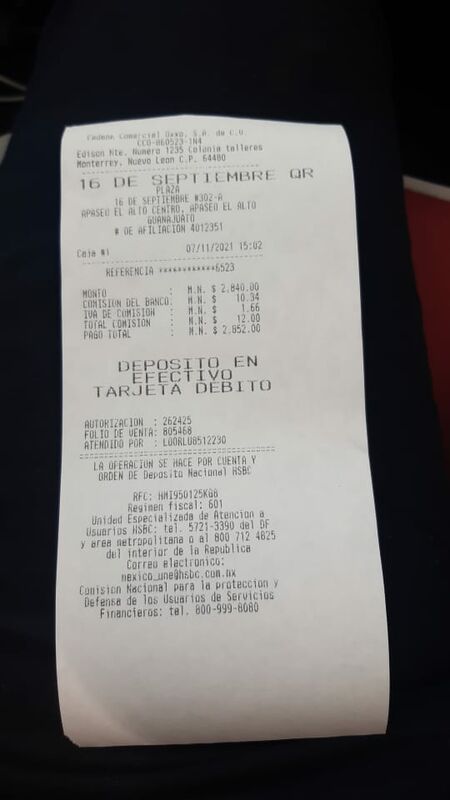 Cadena Comercial Oxxo, S.A. de C.V.
CCO-860523-1N4
Edison Nte. Numero 1235 Colonia talleres
Monterrey, Nuevo Leon C.P. 64480
16 DE SEPTIEMBRE QR
PLAZA
16 DE SEPTIEMBRE #302-A
APASEO EL ALTO CENTRO, APASEO EL ALTO
GUANAJUATO
# DE AFILIACION 4012351
Caja #1 07/11/2021 15:02
REFERENCIA ************6523
MONTO : M.N. $ 2,840.00
COMISION DEL BANCO: M.N. $ 10.34
IVA DE COMISION : M.N. $ 1.66
TOTAL COMISION : M.N. $ 12.00
PAGO TOTAL : M.N. $ 2,852.00
DEPOSITO EN
EFECTIVO
TARJETA DEBITO
AUTORIZACION : 262425
FOLIO DE VENTA: 805468
ATENDIDO POR : LOORLU8512230
LA OPERACION SE HACE POR CUENTA Y
ORDEN DE Deposito Nacional HSBC
RFC: HMI950125KG8
Regimen fiscal: 601
Unidad Especializada de Atencion a
Usuarios HSBC: tel. 5721-3390 del DF
y area metropolitana o al 800 712 4825
del interior de la Republica
Correo electronico:
mexico_une@hsbc.com.mx
Comision Nacional para la proteccion y
Defensa de los Usuarios de Servicios
Financieros: tel. 800-999-8080